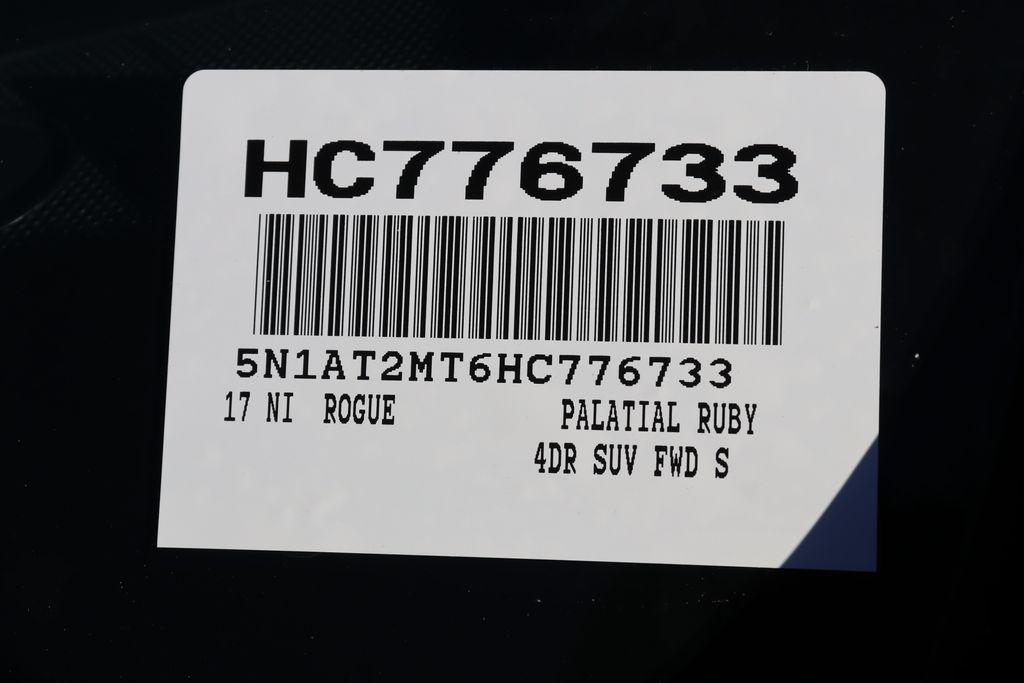 HC776733
5N1AT2MT6HC776733
17 NI ROGUE PALATIAL RUBY
4DR SUV FWD S